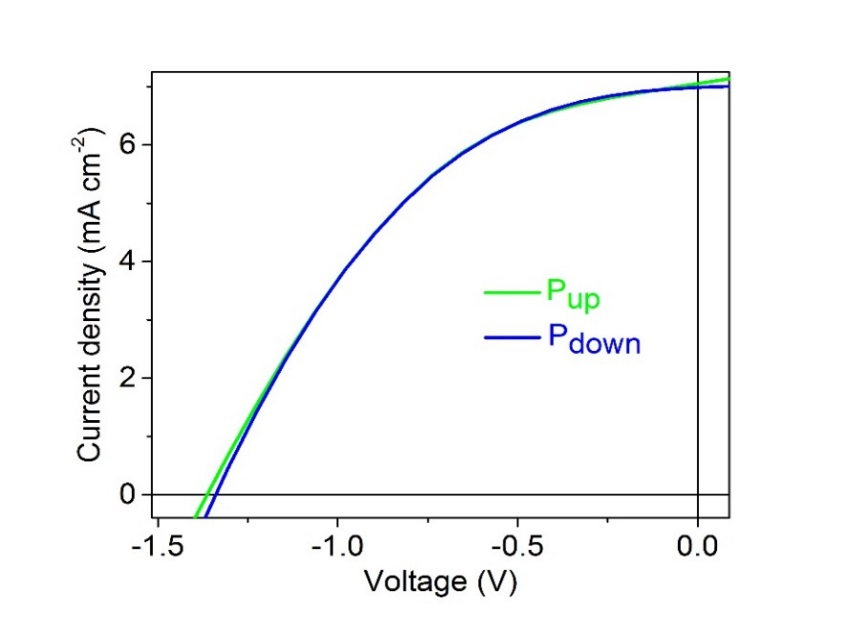 Current density (mA cm-2)
6
4
2
0
Pup
Pdown
-1.5 -1.0 -0.5 0.0
Voltage (V)